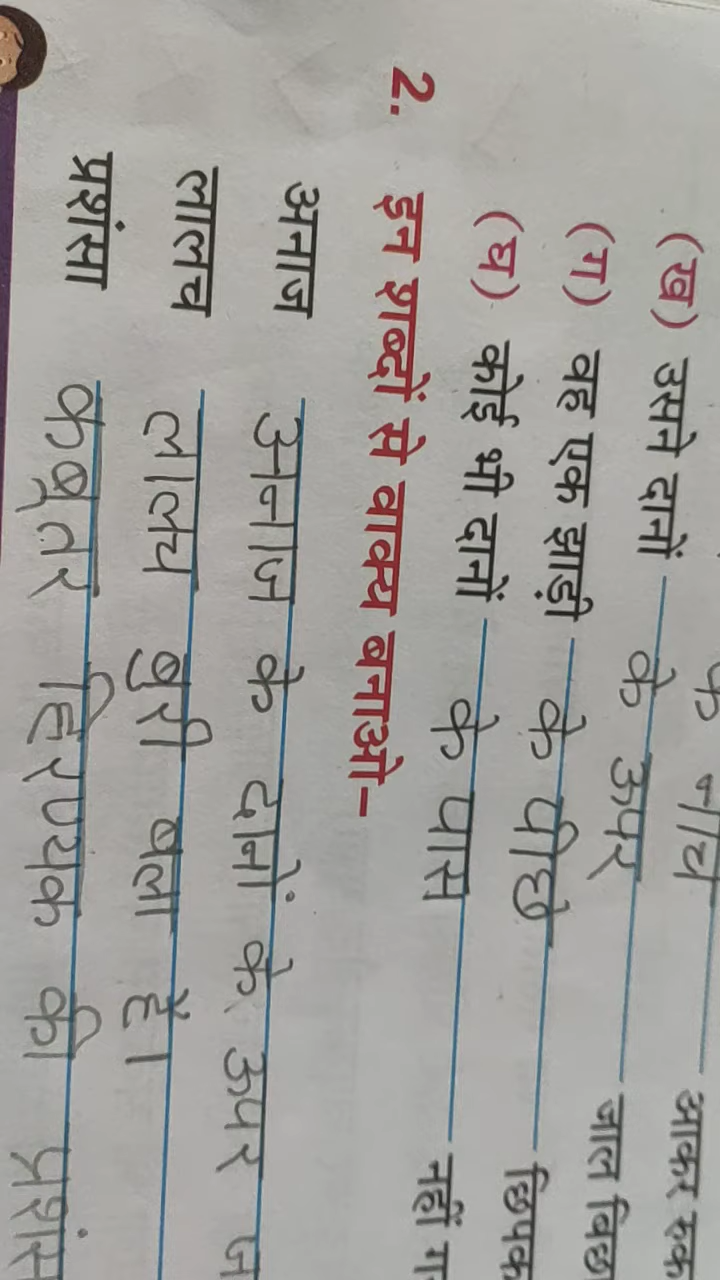 के नीचे आकर रुक
(ख) उसने दानों के ऊपर जाल बिछ
(ग) वह एक झाड़ी के पीछे छिपक
(घ) कोई भी दानों के पास नहीं ग
2. इन शब्दों से वाक्य बनाओ–
अनाज अनाज के दानों के ऊपर ज
लालच लालच बुरी बला है।
प्रशंसा कबूतर हिरण्यक की प्रशंस